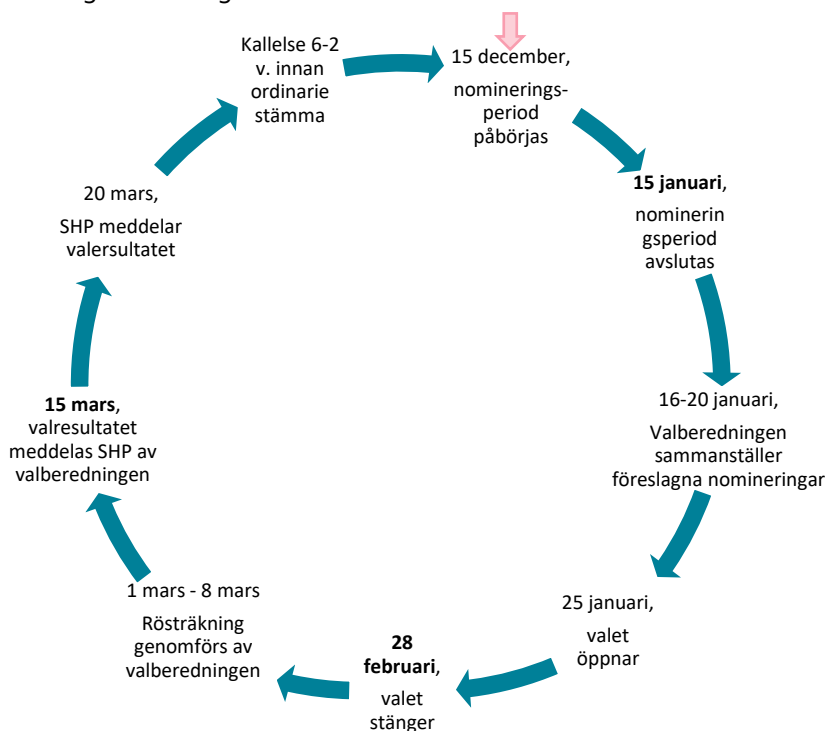 Kallelse 6-2
v. innan
ordinarie
stämma
15 december,
nominerings-
period
påbörjas
15 januari,
nominerin
gsperiod
avslutas
16-20 januari,
Valberedningen
sammanställer
föreslagna nomineringar
25 januari,
valet
öppnar
28
februari,
valet
stänger
1 mars - 8 mars
Rösträkning
genomförs av
valberedningen
15 mars,
valresultatet
meddelas SHP av
valberedningen
20 mars,
SHP meddelar
valersultatet